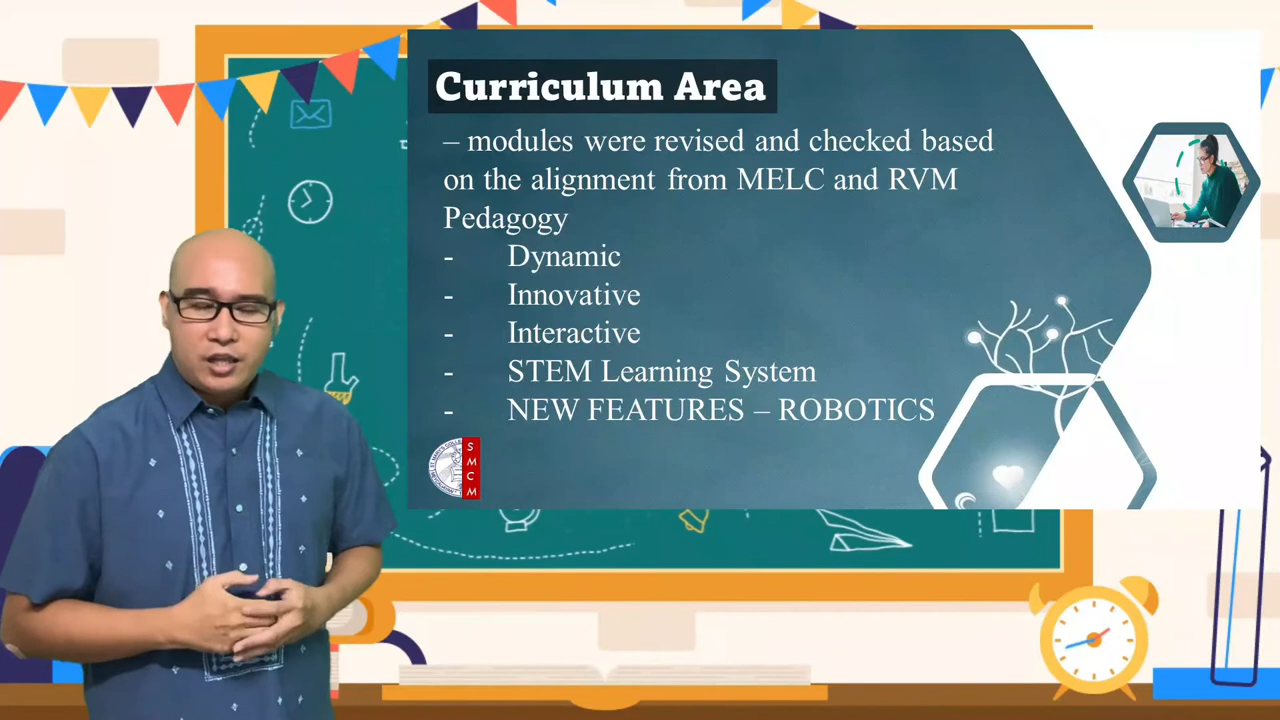 Curriculum Area
– modules were revised and checked based
on the alignment from MELC and RVM
Pedagogy
- Dynamic
- Innovative
- Interactive
- STEM Learning System
- NEW FEATURES – ROBOTICS
S
M
C
M